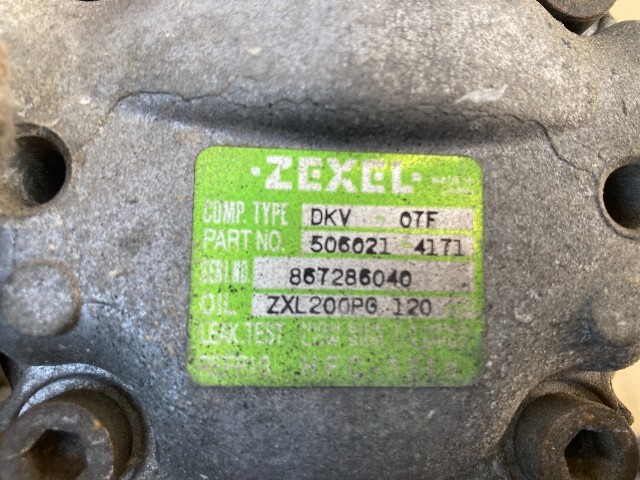 ·ZEXEL·
COMP. TYPE DKV - 07F
PART NO. 506021-4171
SERI.NO. 867286040
OIL ZXL200PG 120
LEAK TEST